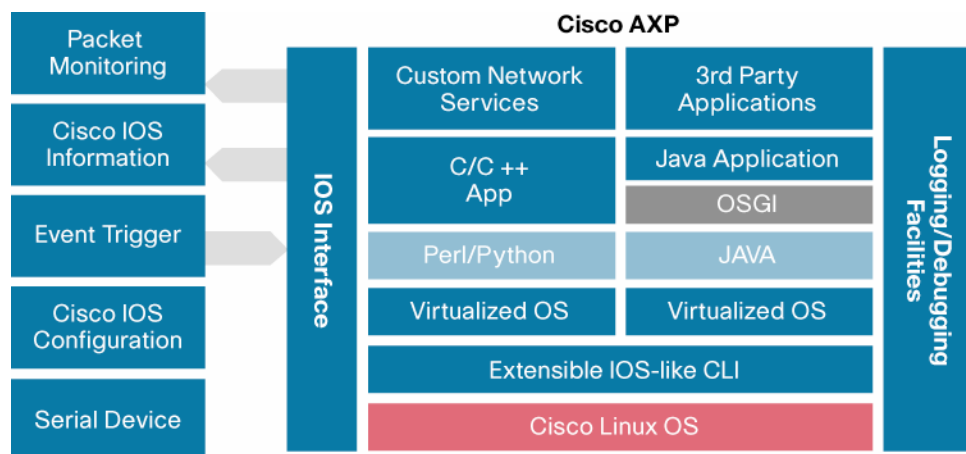 Cisco AXP
Packet
Monitoring
Cisco IOS
Information
Event Trigger
Cisco IOS
Configuration
Serial Device
IOS Interface
Custom Network
Services
3rd Party
Applications
C/C ++
App
Java Application
OSGI
Perl/Python
JAVA
Virtualized OS
Virtualized OS
Extensible IOS-like CLI
Cisco Linux OS
Logging/Debugging
Facilities